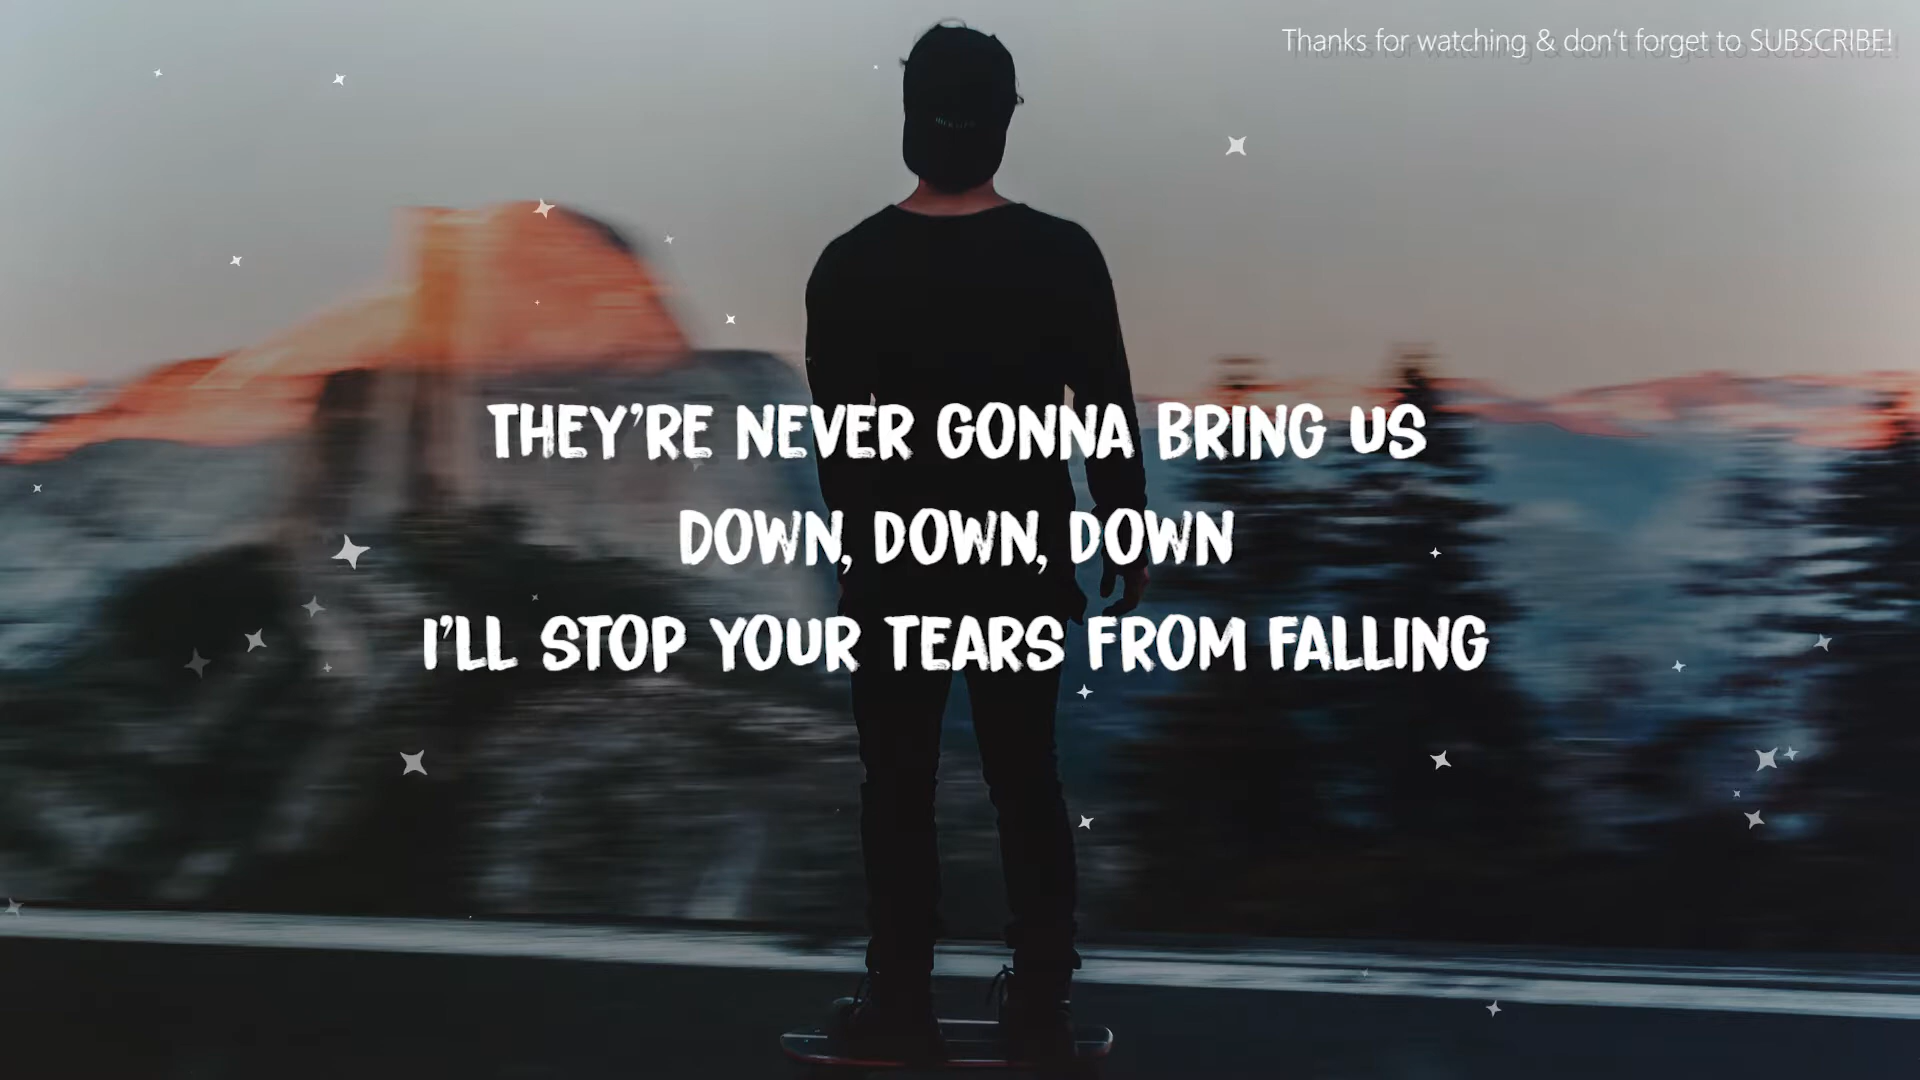 Thanks for watching & don't forget to SUBSCRIBE!
THEY'RE NEVER GONNA BRING US
DOWN, DOWN, DOWN
I'LL STOP YOUR TEARS FROM FALLING